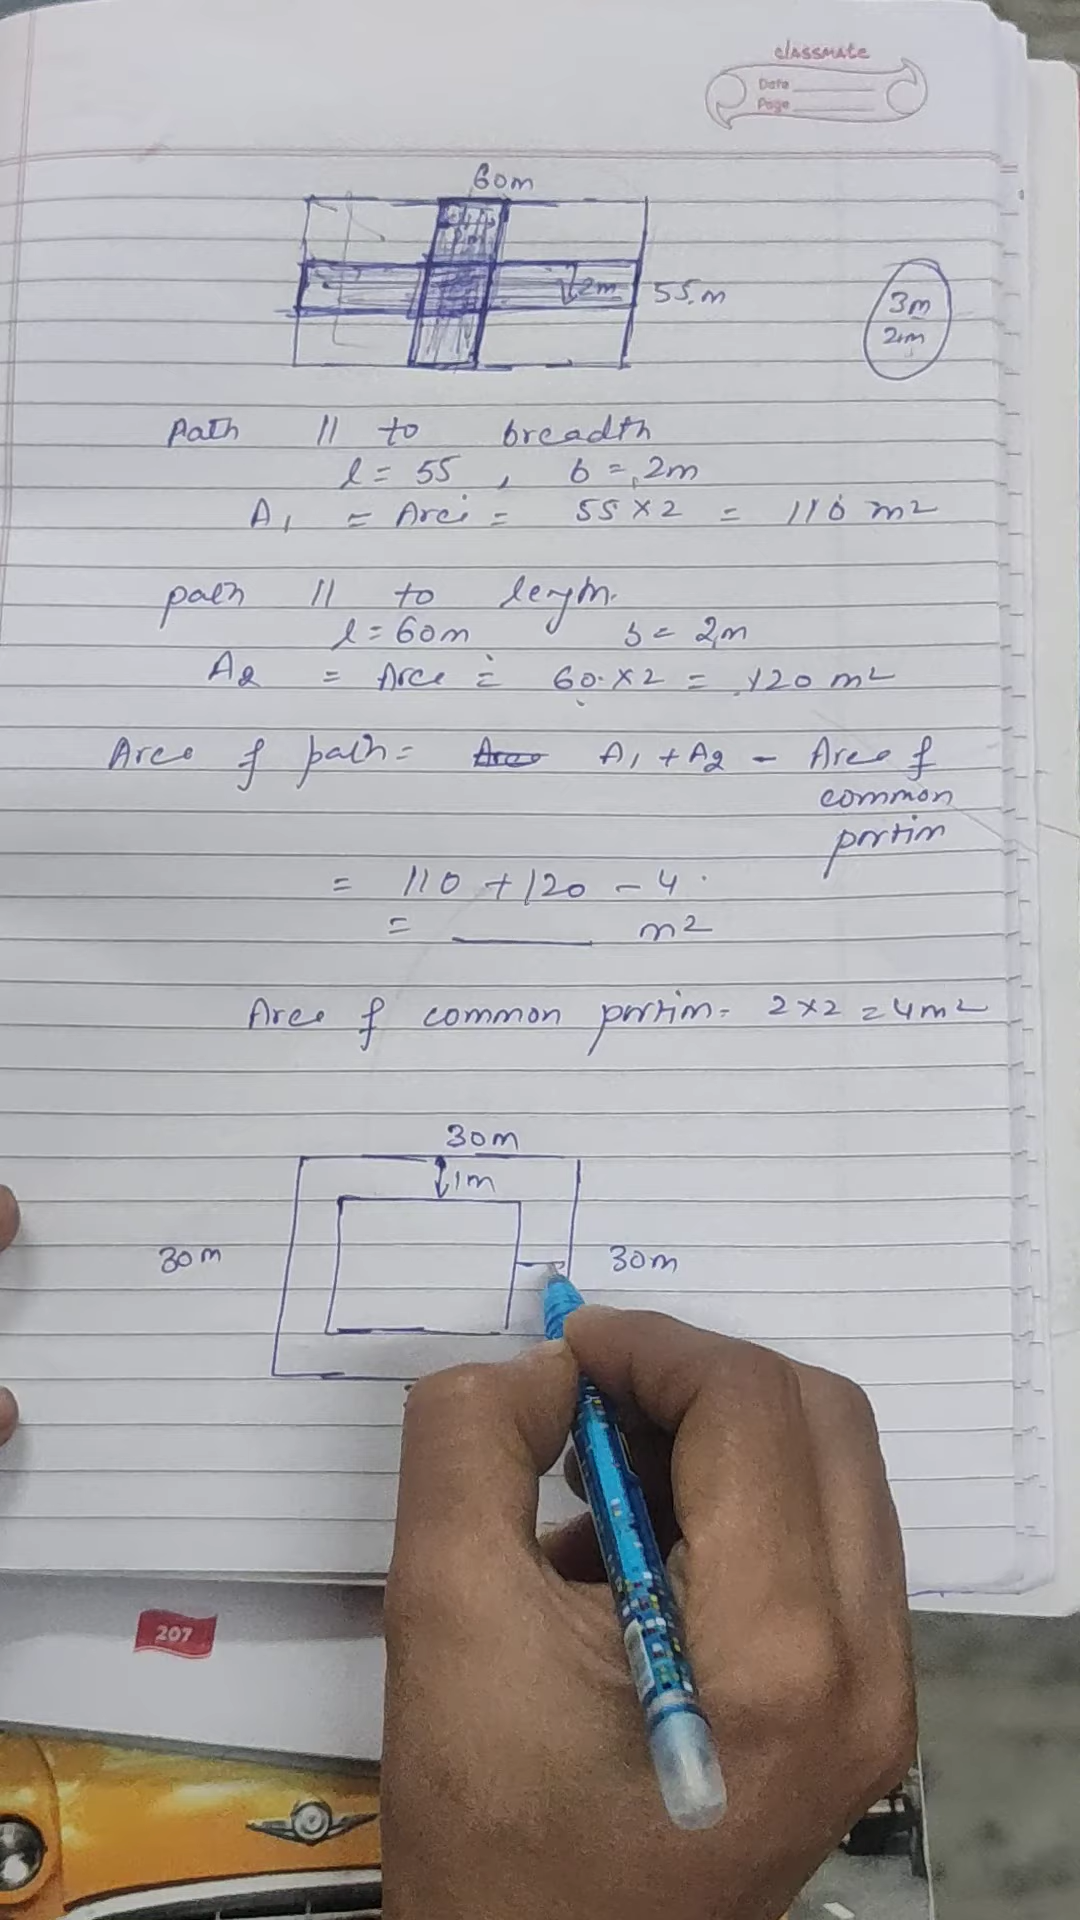 classmate
Date
Page
60m
2m
55m
3m
2m
Path || to breadth
l = 55 , b = 2m
A1 = Area = 55 × 2 = 110 m²
path || to length.
l = 60m b = 2m
A2 = Area = 60 × 2 = 120 m²
Area of path = A1 + A2 - Area of
common
portion
= 110 + 120 - 4
= ______ m²
Area of common portion = 2 × 2 = 4m²
30m
1m
30m
30m
207